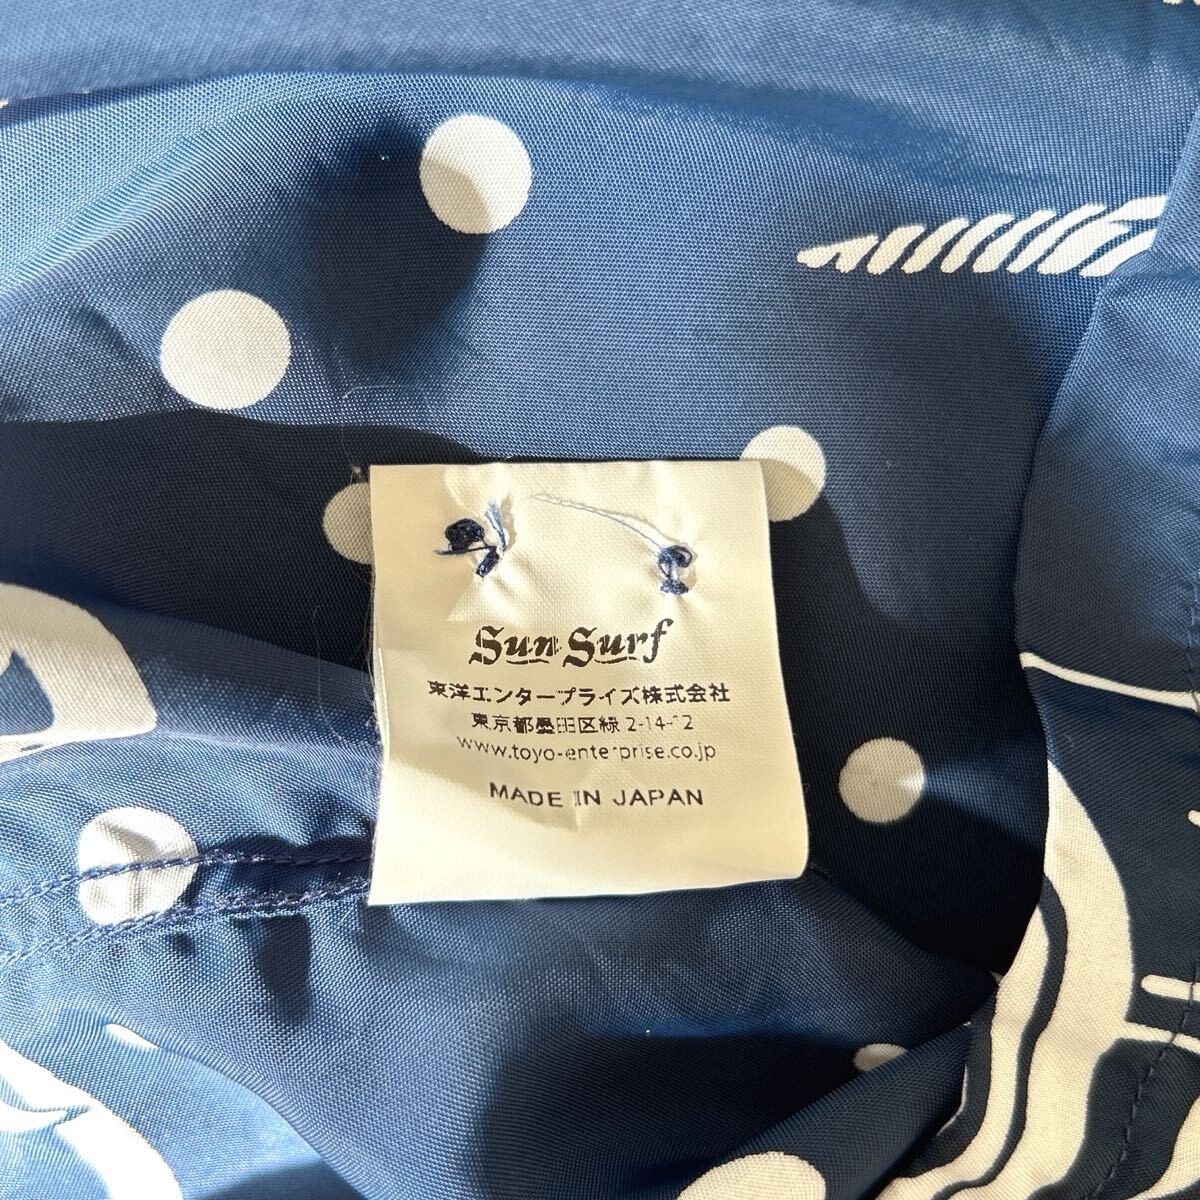 Sun Surf
東洋エンタープライズ株式会社
東京都墨田区緑 2-14-12
www.toyo-enterprise.co.jp
MADE IN JAPAN